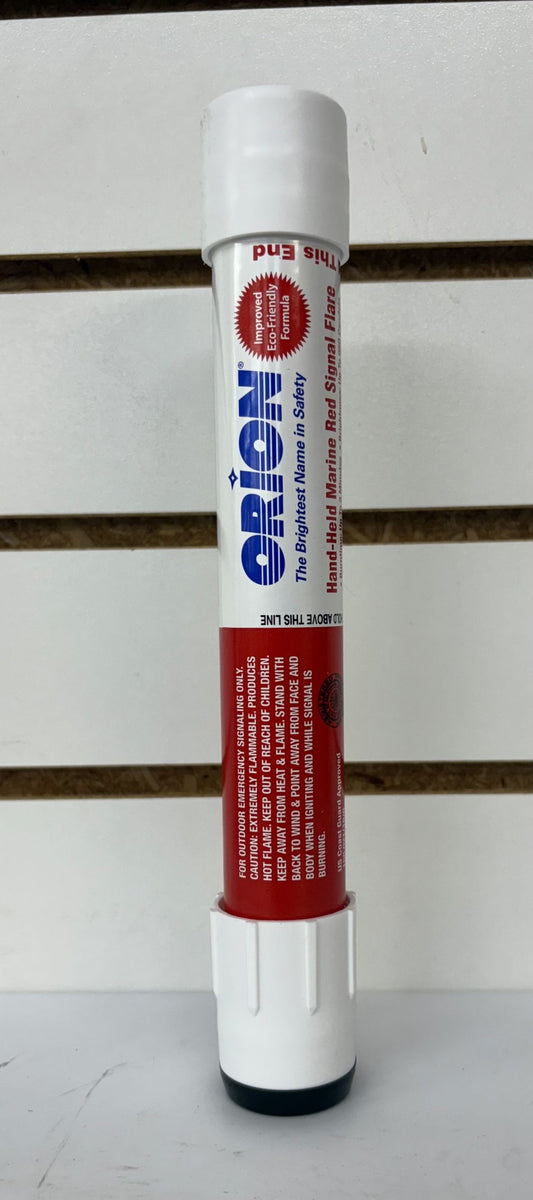 This End
Improved
Eco-Friendly
Formula
ORION®
The Brightest Name in Safety
Hand-Held Marine Red Signal Flare
HOLD ABOVE THIS LINE
FOR OUTDOOR EMERGENCY SIGNALING ONLY.
CAUTION: EXTREMELY FLAMMABLE. PRODUCES
HOT FLAME. KEEP OUT OF REACH OF CHILDREN.
KEEP AWAY FROM HEAT & FLAME. STAND WITH
BACK TO WIND & POINT AWAY FROM FACE AND
BODY WHEN IGNITING AND WHILE SIGNAL IS
BURNING.
US Coast Guard Approved